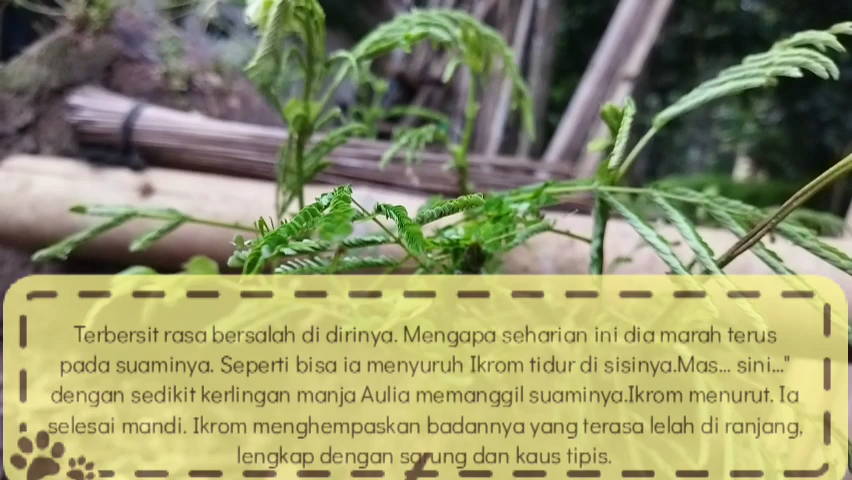 Terbersit rasa bersalah di dirinya. Mengapa seharian ini dia marah terus
pada suaminya. Seperti bisa ia menyuruh Ikrom tidur di sisinya.Mas... sini..."
dengan sedikit kerlingan manja Aulia memanggil suaminya.Ikrom menurut. Ia
selesai mandi. Ikrom menghempaskan badannya yang terasa lelah di ranjang,
lengkap dengan sarung dan kaus tipis.